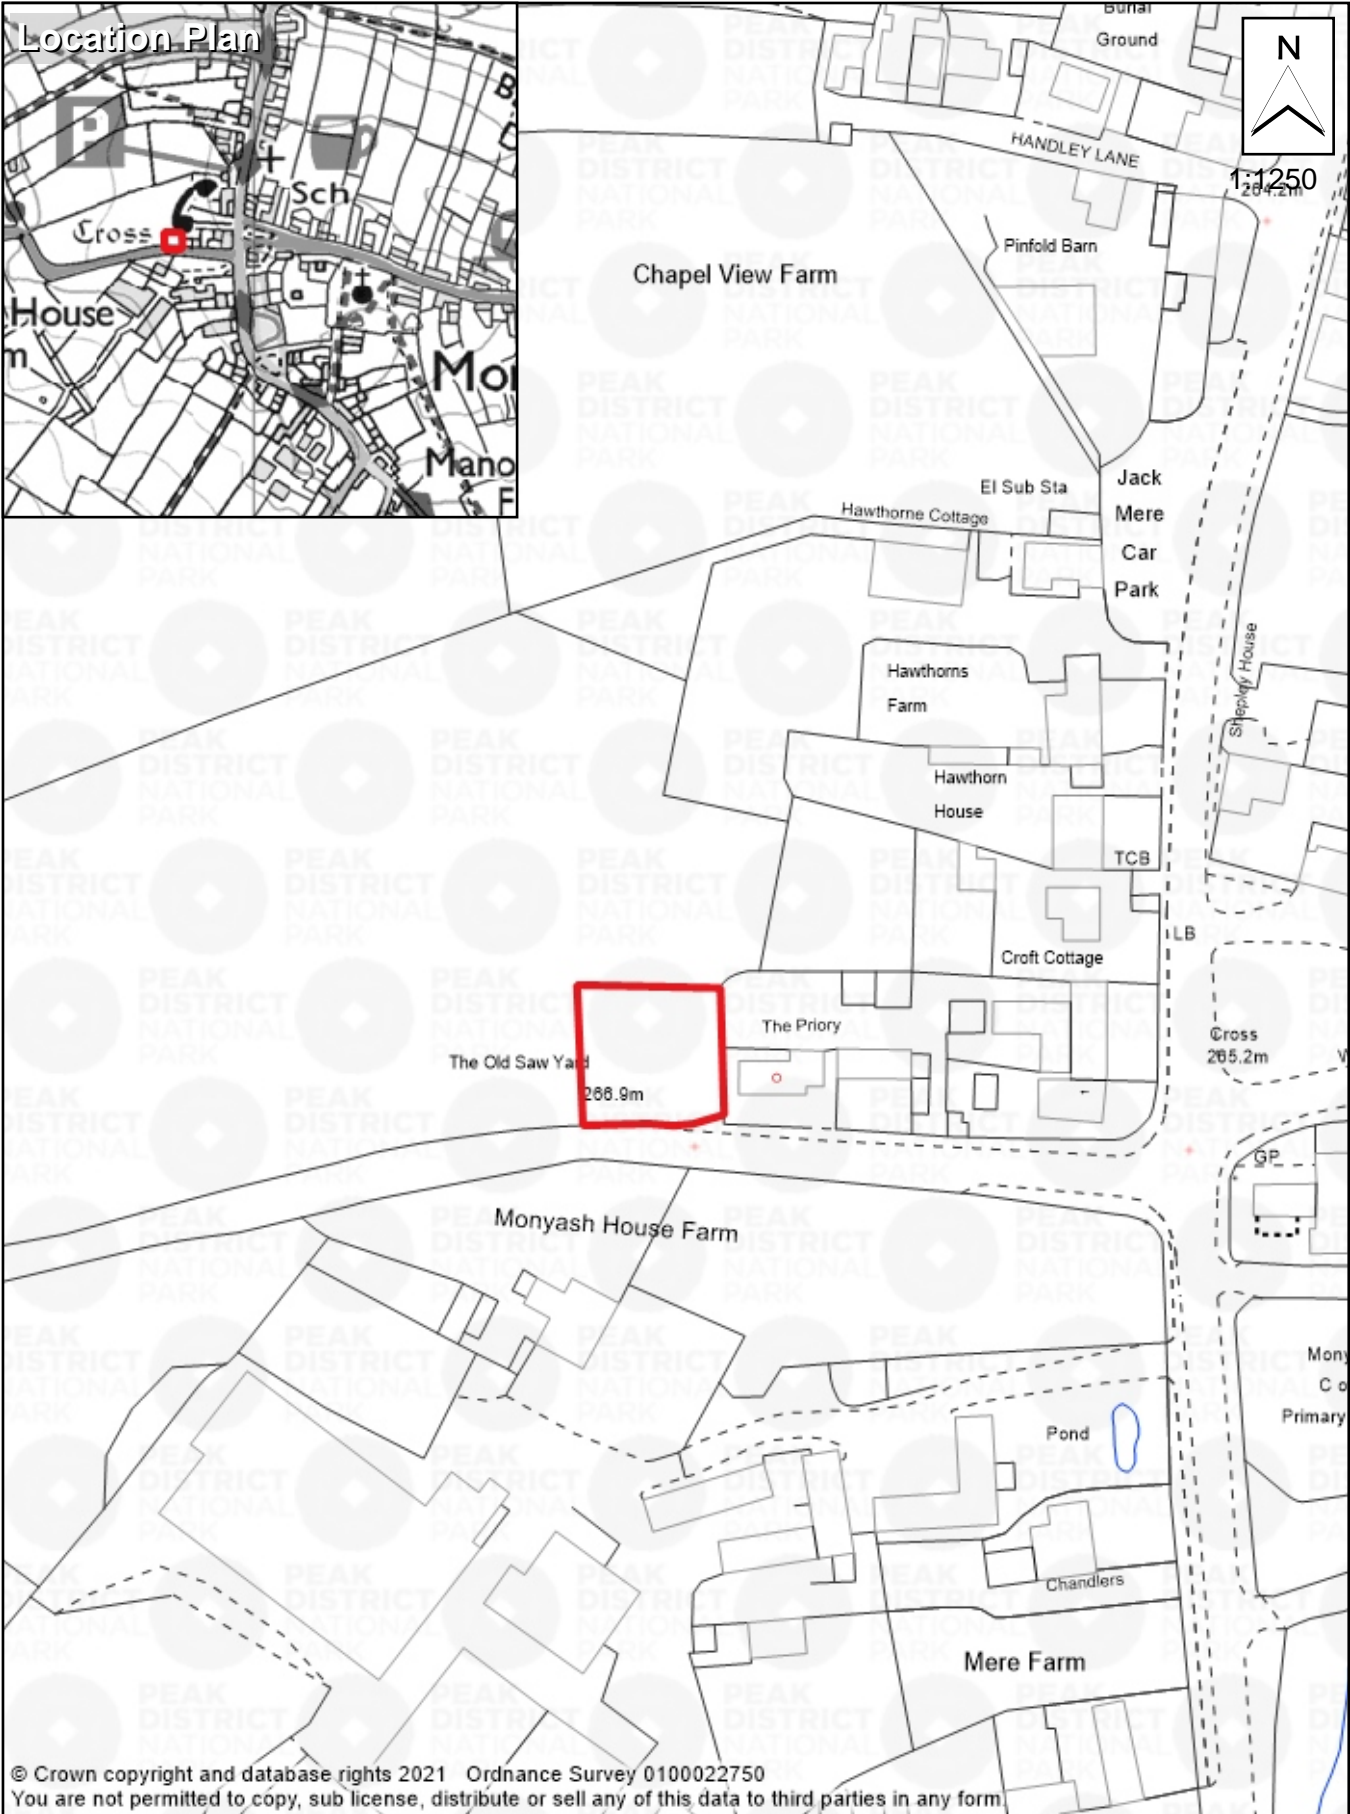 Location Plan
Sch
Cross
House
m
Mo
Mano
F
B
P
N
1:1250
264.2m
Burial
Ground
HANDLEY LANE
Pinfold Barn
Chapel View Farm
El Sub Sta
Hawthorne Cottage
Jack
Mere
Car
Park
Hawthorns
Farm
Shepley House
Hawthorn
House
TCB
LB
Croft Cottage
The Priory
Cross
265.2m
The Old Saw Yard
266.9m
GP
Monyash House Farm
Mony
Co
Primary
Pond
Chandlers
Mere Farm
PEAK
DISTRICT
NATIONAL
PARK
© Crown copyright and database rights 2021 Ordnance Survey 0100022750
You are not permitted to copy, sub license, distribute or sell any of this data to third parties in any form.